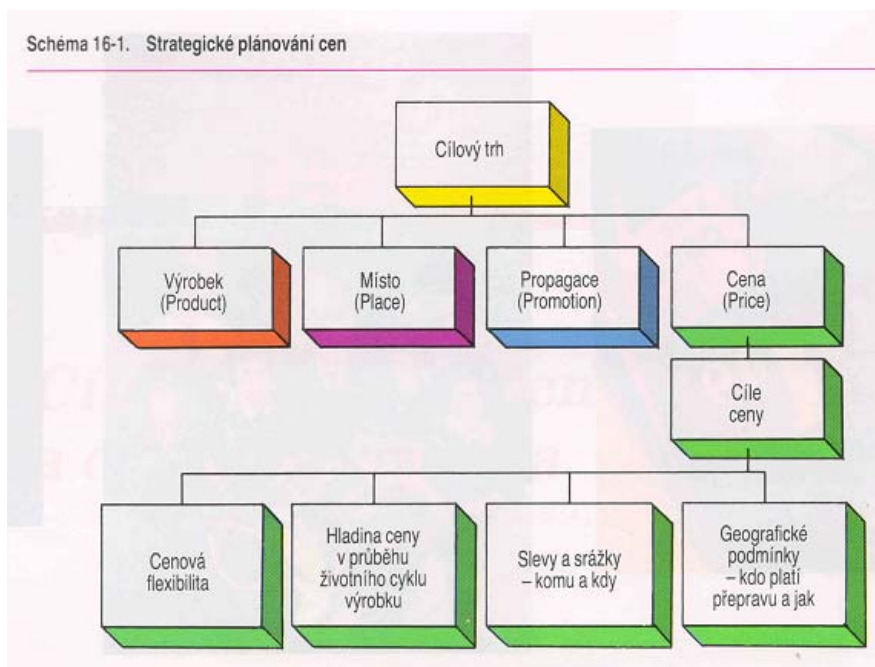 Schéma 16-1. Strategické plánování cen
Cílový trh
Výrobek
(Product)
Místo
(Place)
Propagace
(Promotion)
Cena
(Price)
Cíle
ceny
Cenová
flexibilita
Hladina ceny
v průběhu
životního cyklu
výrobku
Slevy a srážky
– komu a kdy
Geografické
podmínky
– kdo platí
přepravu a jak